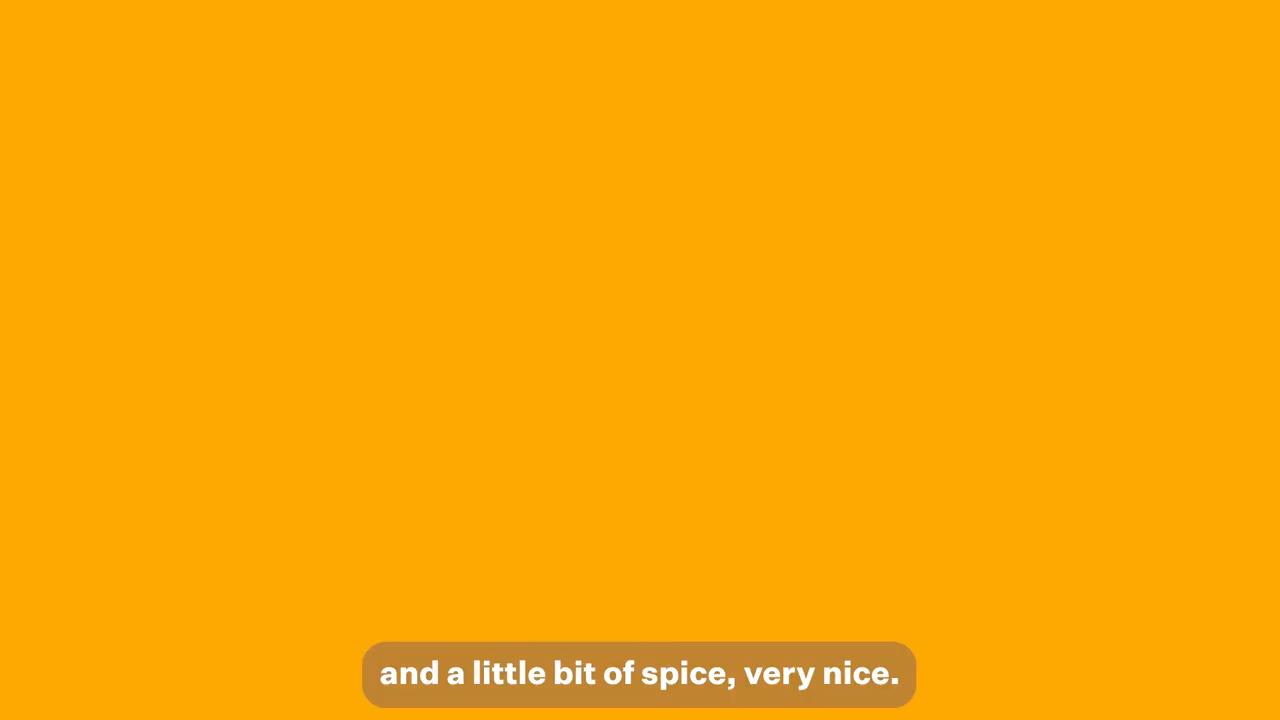 and a little bit of spice, very nice.